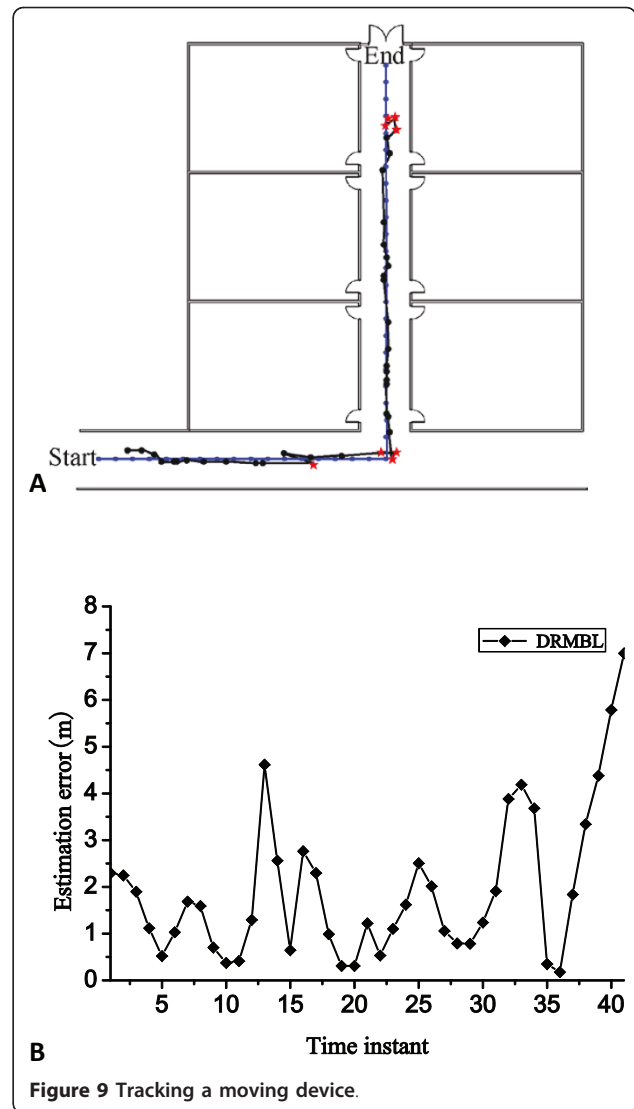 End
Start
A
8
7
6
5
4
3
2
1
0
Estimation error (m)
DRMBL
5 10 15 20 25 30 35 40
Time instant
B
Figure 9 Tracking a moving device.